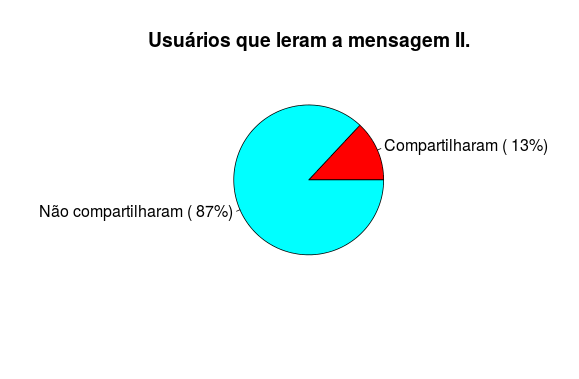 Usuários que leram a mensagem II.
Compartilharam ( 13%)
Não compartilharam ( 87%)